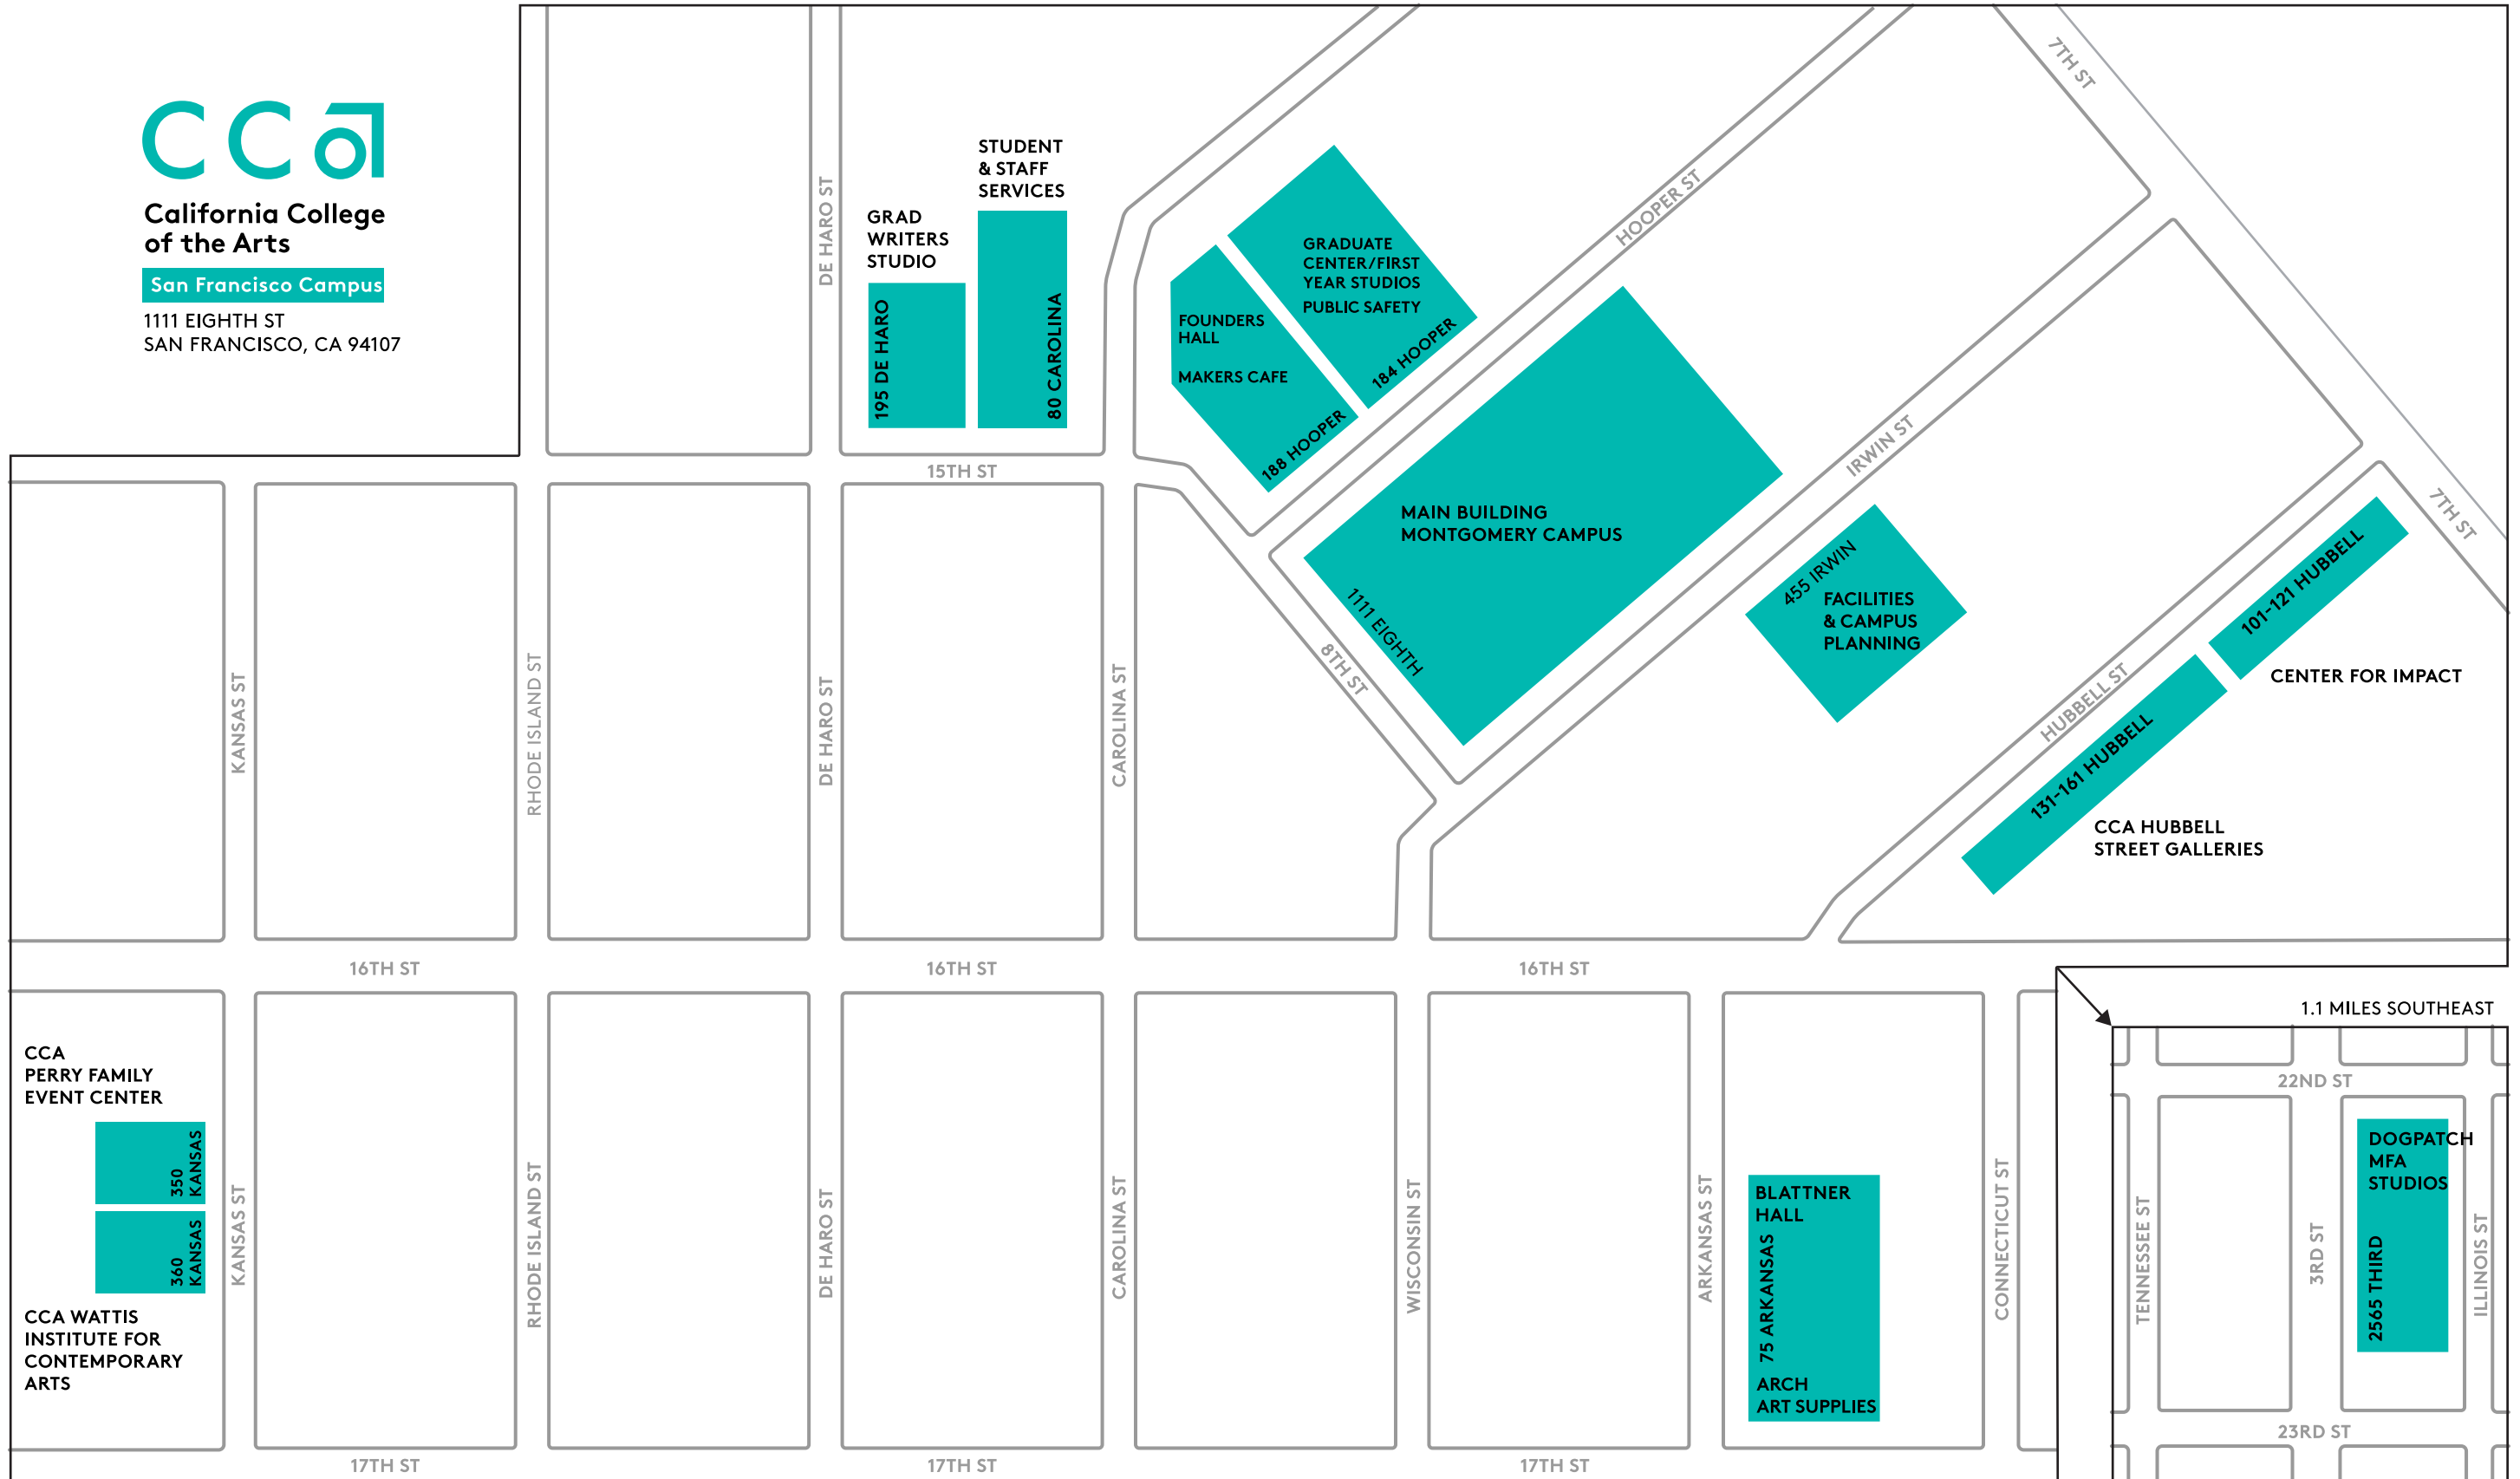 CCA
California College
of the Arts
San Francisco Campus
1111 EIGHTH ST
SAN FRANCISCO, CA 94107
DE HARO ST
GRAD
WRITERS
STUDIO
195 DE HARO
STUDENT
& STAFF
SERVICES
80 CAROLINA
15TH ST
FOUNDERS
HALL
MAKERS CAFE
188 HOOPER
GRADUATE
CENTER/FIRST
YEAR STUDIOS
PUBLIC SAFETY
184 HOOPER
HOOPER ST
7TH ST
MAIN BUILDING
MONTGOMERY CAMPUS
1111 EIGHTH
8TH ST
IRWIN ST
455 IRWIN
FACILITIES
& CAMPUS
PLANNING
7TH ST
101-121 HUBBELL
CENTER FOR IMPACT
HUBBELL ST
131-161 HUBBELL
CCA HUBBELL
STREET GALLERIES
KANSAS ST
RHODE ISLAND ST
DE HARO ST
CAROLINA ST
16TH ST
16TH ST
16TH ST
1.1 MILES SOUTHEAST
CCA
PERRY FAMILY
EVENT CENTER
350
KANSAS
360
KANSAS
CCA WATTIS
INSTITUTE FOR
CONTEMPORARY
ARTS
KANSAS ST
RHODE ISLAND ST
DE HARO ST
CAROLINA ST
WISCONSIN ST
ARKANSAS ST
BLATTNER
HALL
75 ARKANSAS
ARCH
ART SUPPLIES
CONNECTICUT ST
22ND ST
TENNESSEE ST
3RD ST
DOGPATCH
MFA
STUDIOS
2565 THIRD
ILLINOIS ST
23RD ST
17TH ST
17TH ST
17TH ST